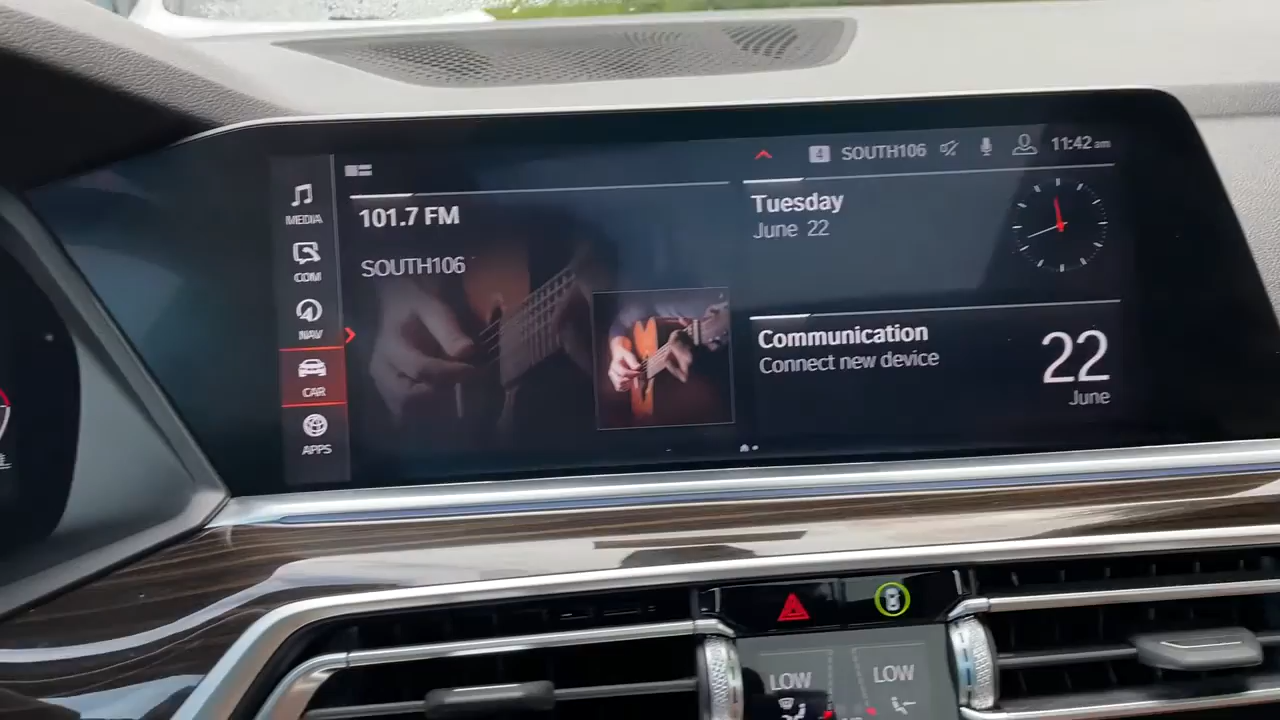 4 SOUTH106 11:42 am
MEDIA
COM
NAV
CAR
APPS
101.7 FM
SOUTH106
Tuesday
June 22
Communication
Connect new device
22
June
LOW
LOW